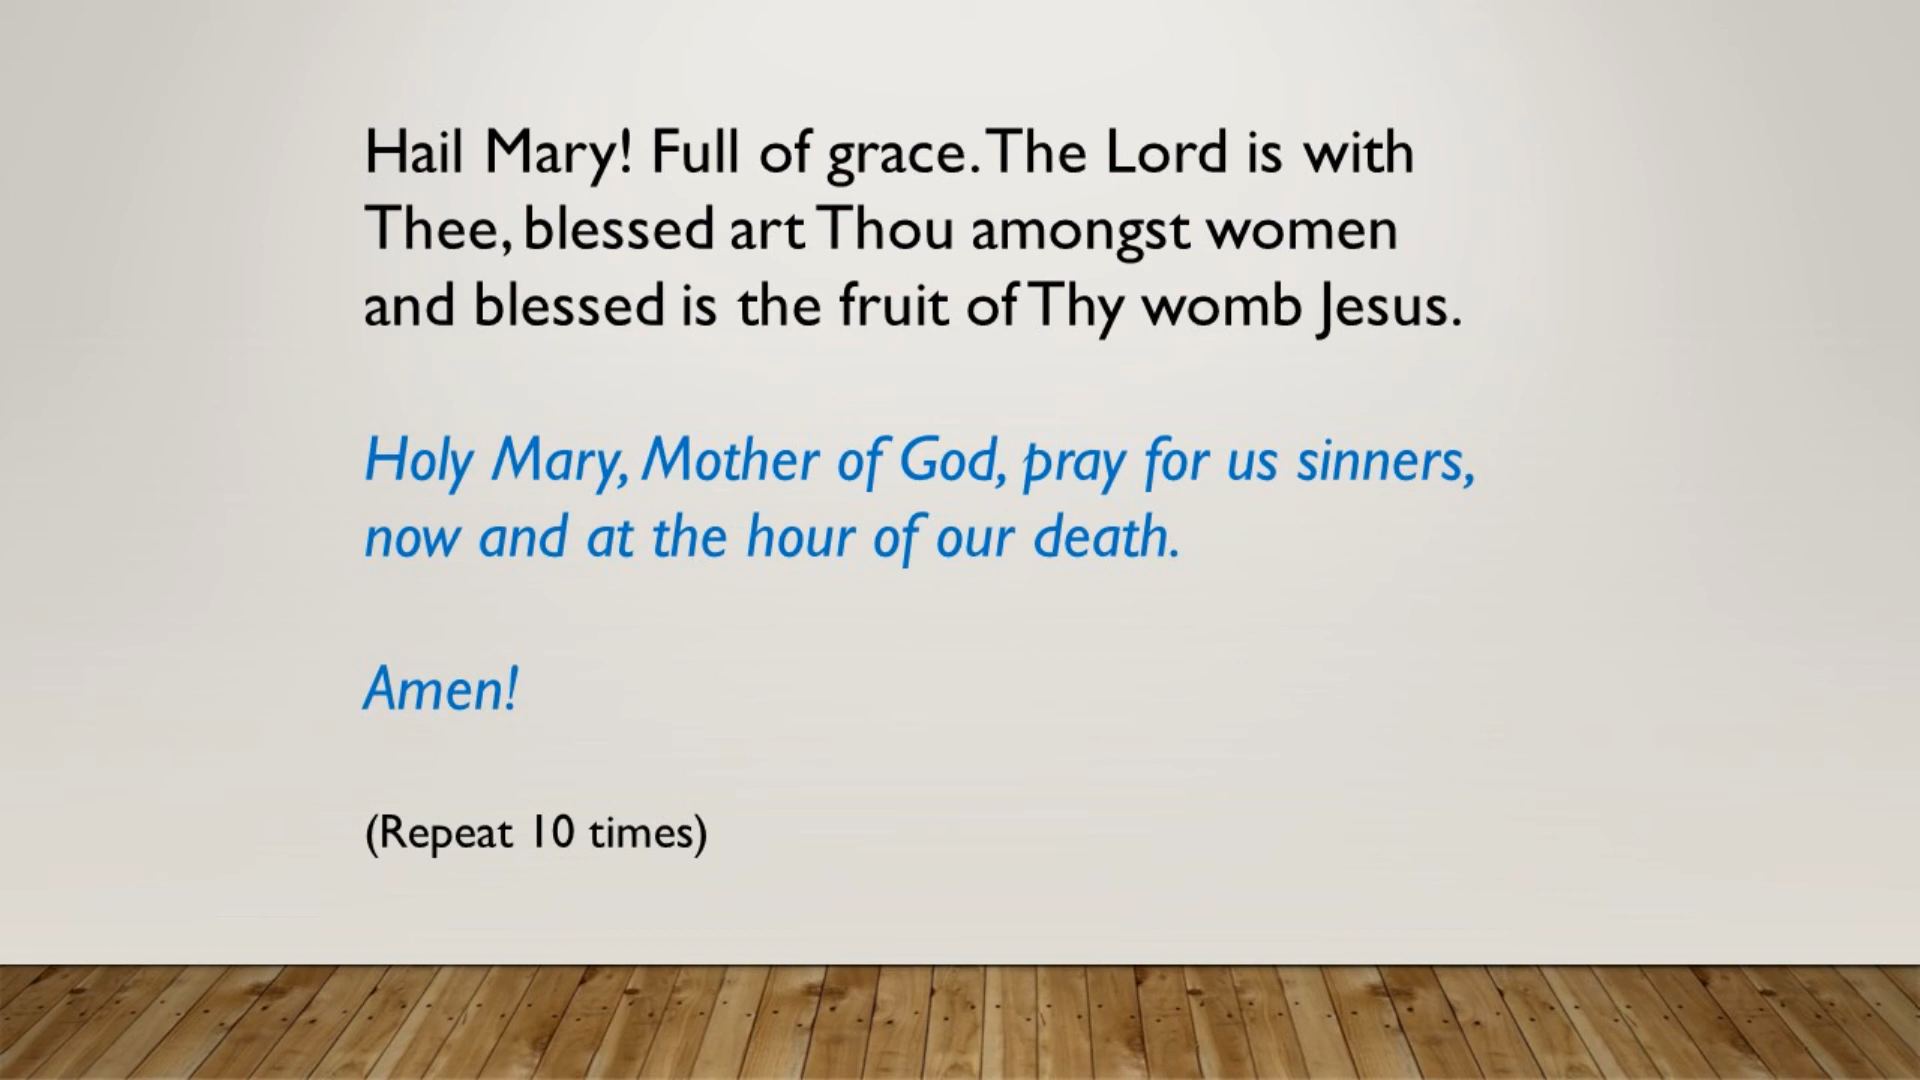 Hail Mary! Full of grace. The Lord is with
Thee, blessed art Thou amongst women
and blessed is the fruit of Thy womb Jesus.
Holy Mary, Mother of God, pray for us sinners,
now and at the hour of our death.
Amen!
(Repeat 10 times)